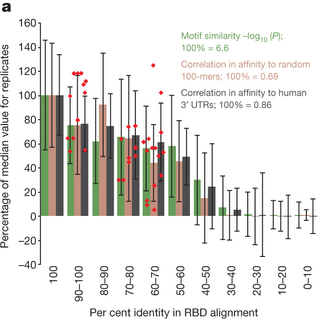 a
Percentage of median value for replicates
160
140
120
100
80
60
40
20
0
−20
−40
Motif similarity –log10 (P);
100% = 6.6
Correlation in affinity to random
100-mers; 100% = 0.69
Correlation in affinity to human
3′ UTRs; 100% = 0.86
100
90–100
80–90
70–80
60–70
50–60
40–50
30–40
20–30
10–20
0–10
Per cent identity in RBD alignment